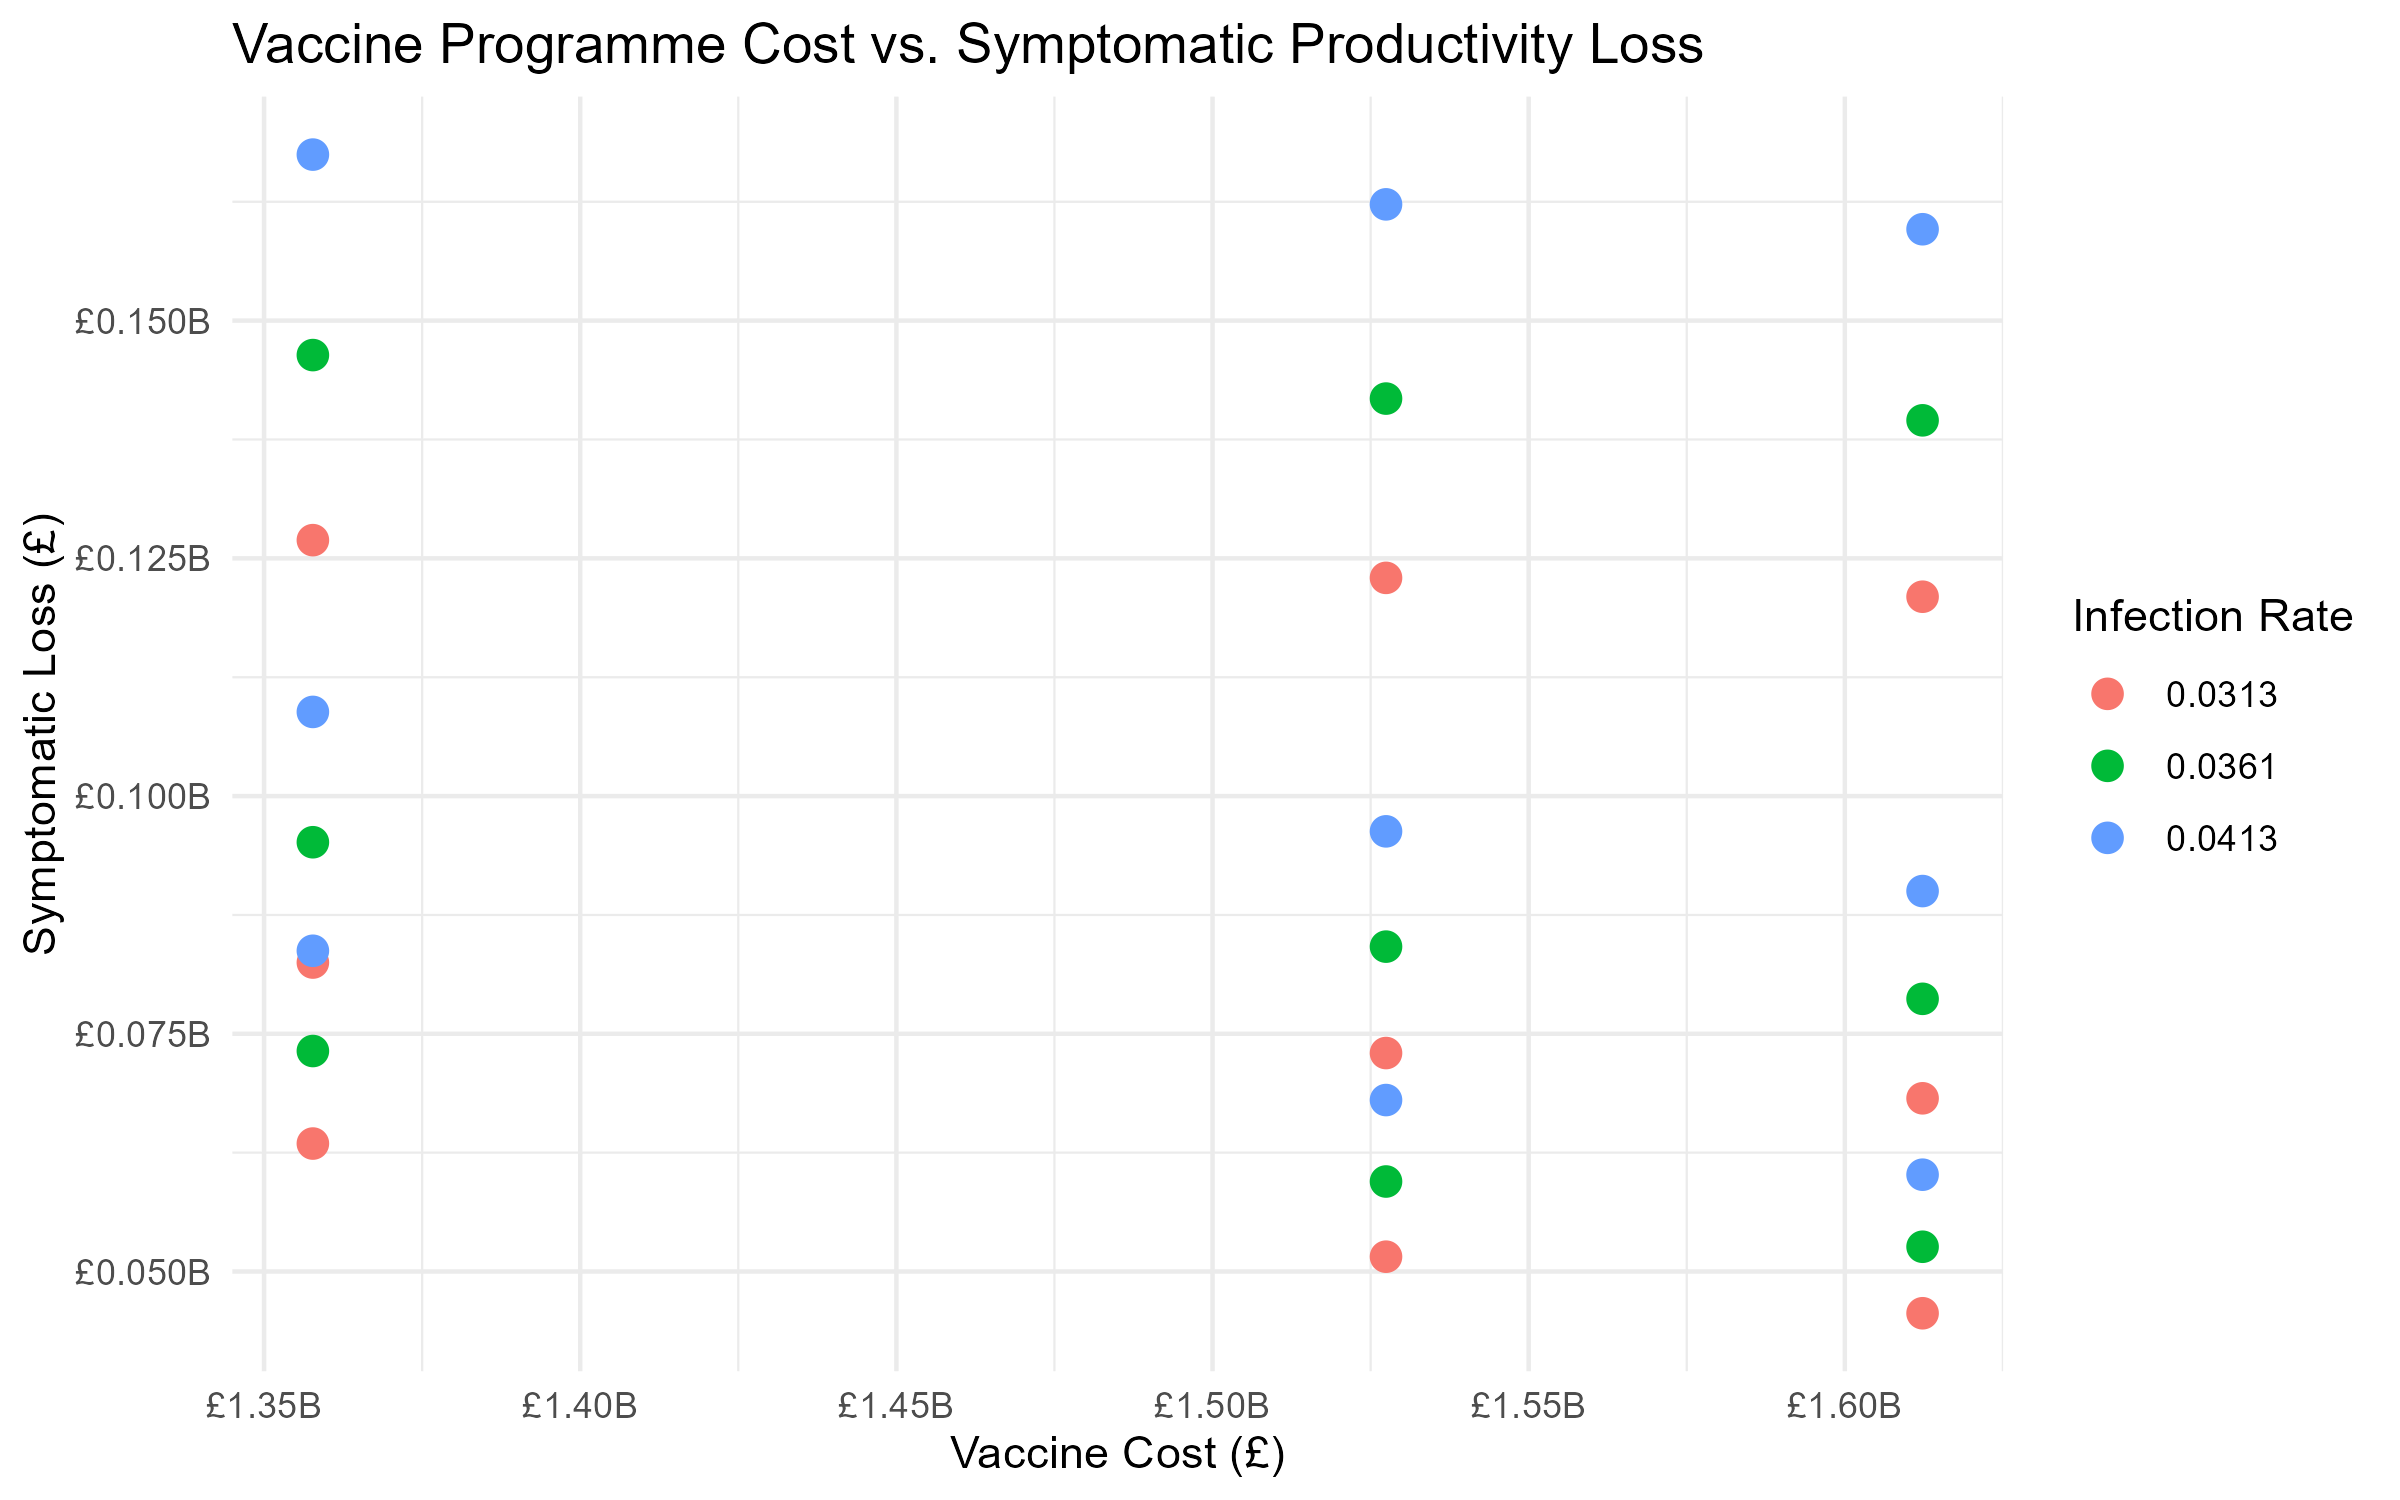 Vaccine Programme Cost vs. Symptomatic Productivity Loss
Symptomatic Loss (£)
£0.150B
£0.125B
£0.100B
£0.075B
£0.050B
£1.35B
£1.40B
£1.45B
£1.50B
£1.55B
£1.60B
Vaccine Cost (£)
Infection Rate
0.0313
0.0361
0.0413